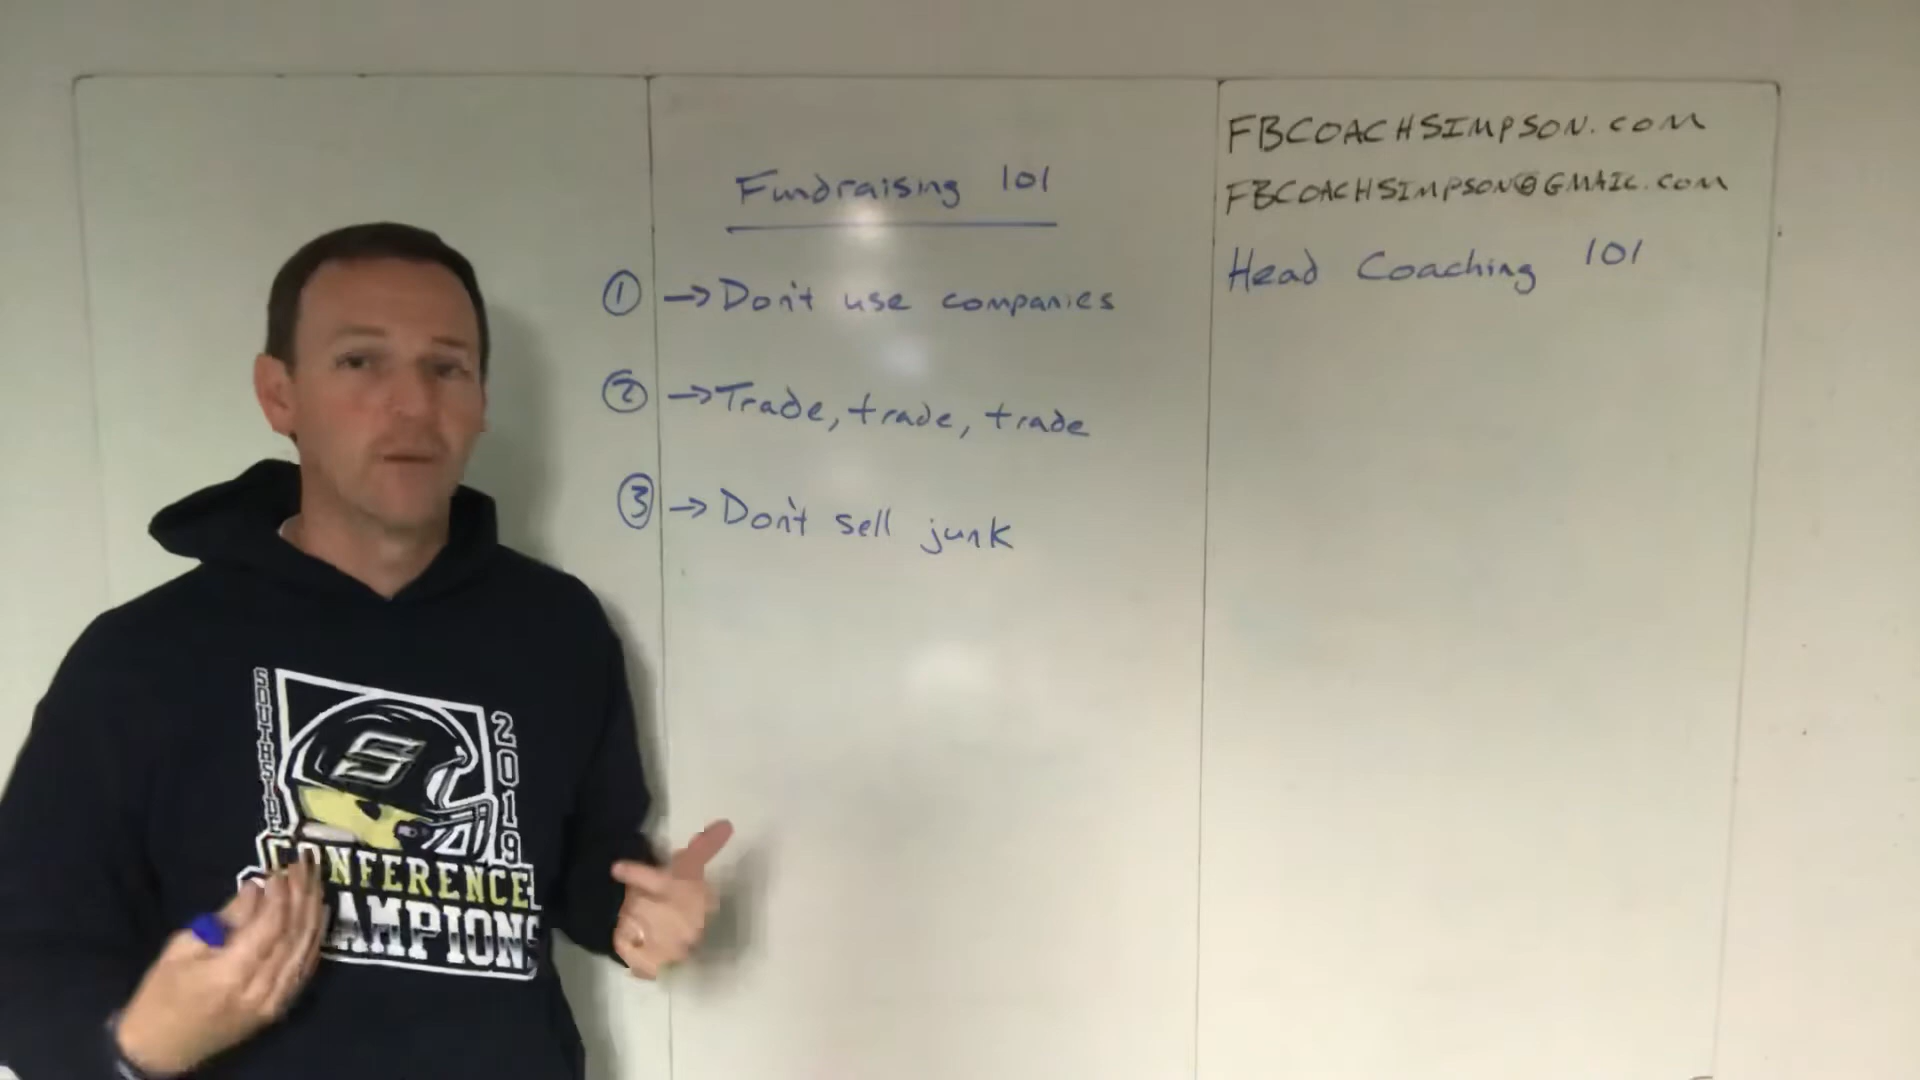 Fundraising 101
① → Don't use companies
② → Trade, trade, trade
③ → Don't sell junk
FBCOACHSIMPSON.COM
FBCOACHSIMPSON@GMAIL.COM
Head Coaching 101
SOUTHSIDE
S
2019
CONFERENCE
CHAMPIONS